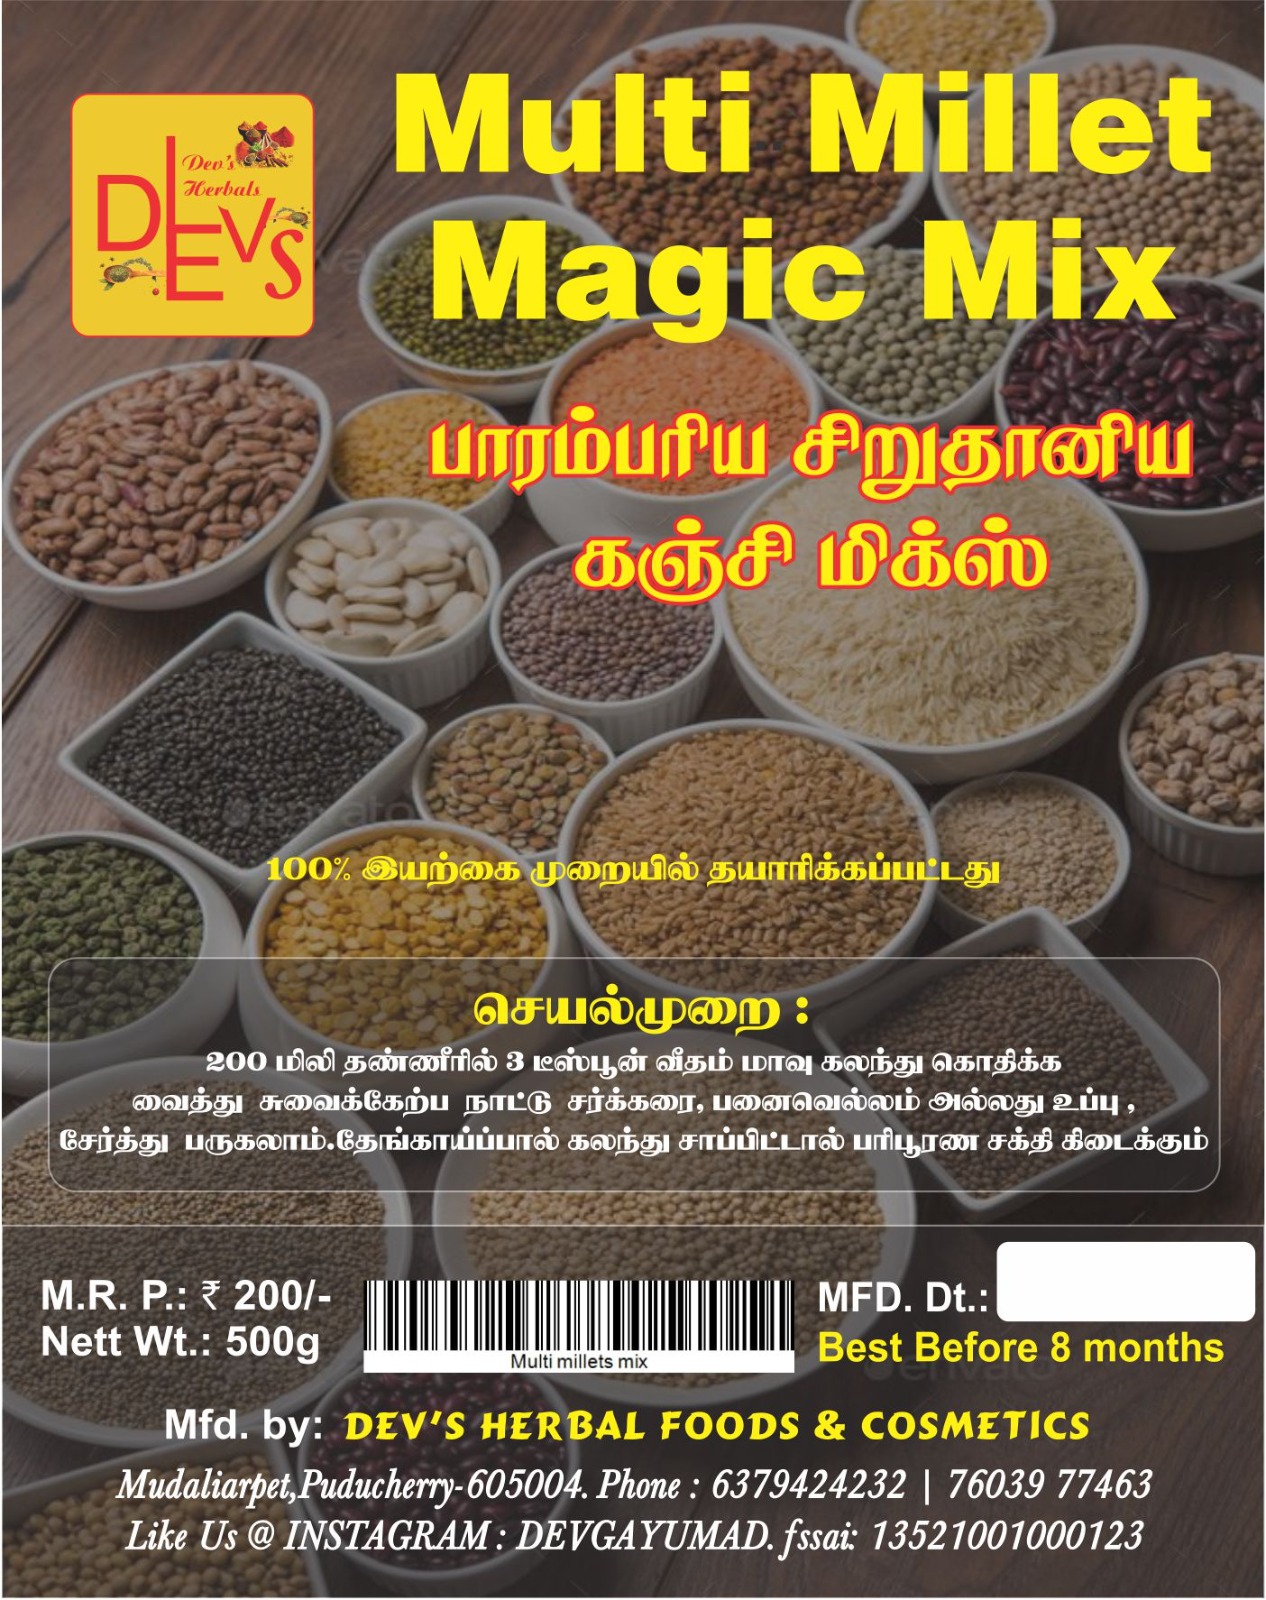 Dev's
Herbals
DEVS
Multi Millet
Magic Mix
பாரம்பரிய சிறுதானிய
கஞ்சி மிக்ஸ்
100% இயற்கை முறையில் தயாரிக்கப்பட்டது
செயல்முறை :
200 மிலி தண்ணீரில் 3 டீஸ்பூன் வீதம் மாவு கலந்து கொதிக்க
வைத்து சுவைக்கேற்ப நாட்டு சர்க்கரை, பனைவெல்லம் அல்லது உப்பு ,
சேர்த்து பருகலாம்.தேங்காய்ப்பால் கலந்து சாப்பிட்டால் பரிபூரண சக்தி கிடைக்கும்
M.R. P.: ₹ 200/-
Nett Wt.: 500g
Multi millets mix
MFD. Dt.:
Best Before 8 months
Mfd. by: DEV'S HERBAL FOODS & COSMETICS
Mudaliarpet,Puducherry-605004. Phone : 6379424232 | 76039 77463
Like Us @ INSTAGRAM : DEVGAYUMAD. fssai: 13521001000123